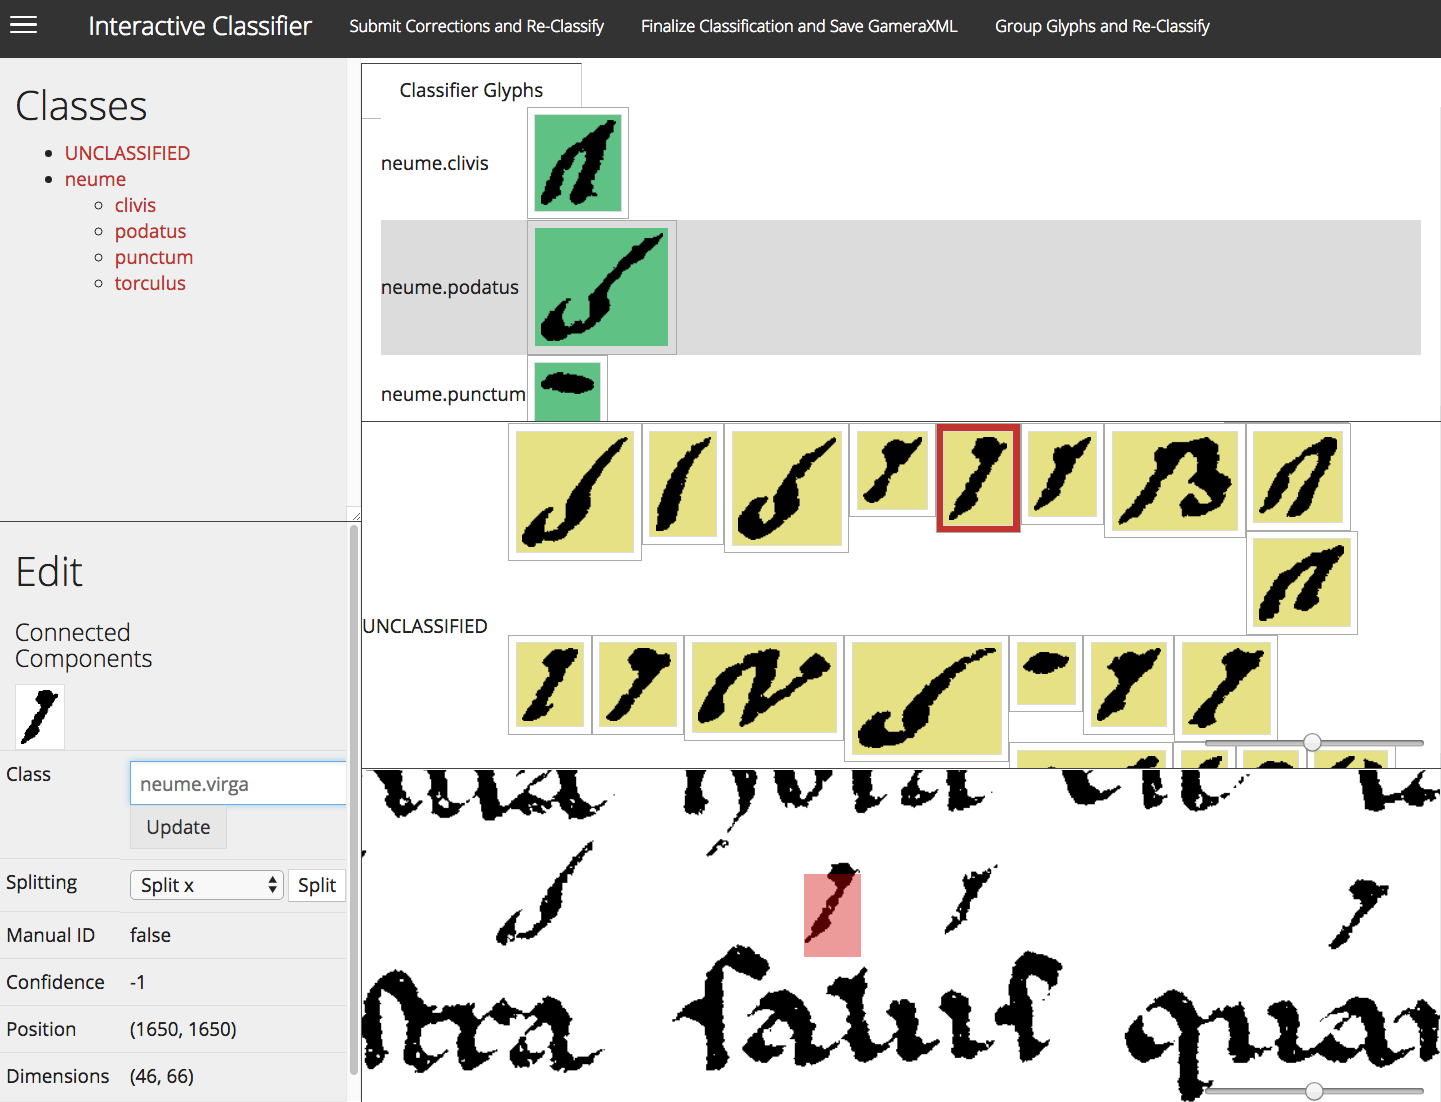 Interactive Classifier
Submit Corrections and Re-Classify
Finalize Classification and Save GameraXML
Group Glyphs and Re-Classify
Classes
UNCLASSIFIED
neume
clivis
podatus
punctum
torculus
Edit
Connected
Components
Class neume.virga
Update
Splitting Split x Split
Manual ID false
Confidence -1
Position (1650, 1650)
Dimensions (46, 66)
Classifier Glyphs
neume.clivis
neume.podatus
neume.punctum
UNCLASSIFIED